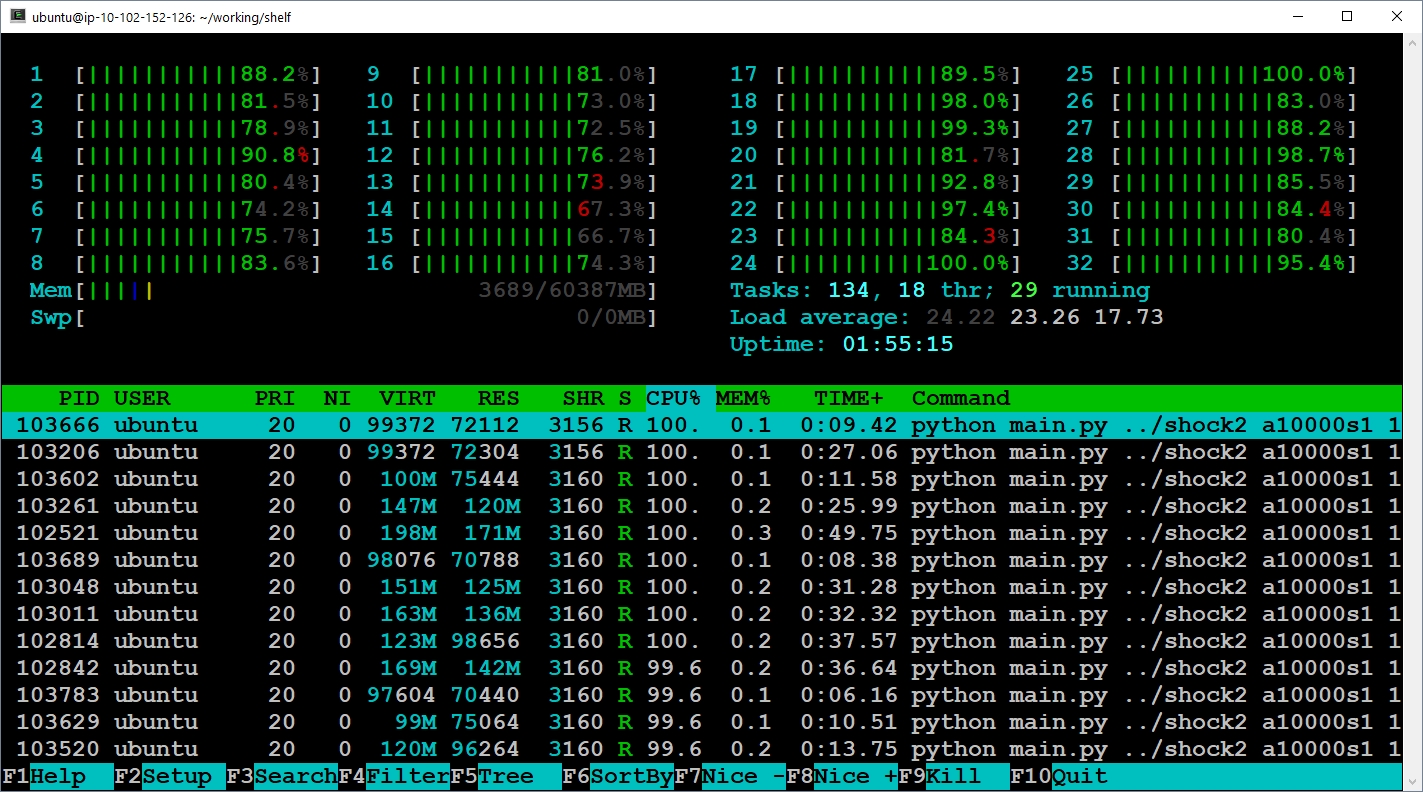 ubuntu@ip-10-102-152-126: ~/working/shelf
1 [|||||||||||88.2%] 9 [|||||||||||81.0%] 17 [|||||||||||89.5%] 25 [||||||||||100.0%]
2 [|||||||||||81.5%] 10 [|||||||||||73.0%] 18 [|||||||||||98.0%] 26 [|||||||||||83.0%]
3 [|||||||||||78.9%] 11 [|||||||||||72.5%] 19 [|||||||||||99.3%] 27 [|||||||||||88.2%]
4 [|||||||||||90.8%] 12 [|||||||||||76.2%] 20 [|||||||||||81.7%] 28 [|||||||||||98.7%]
5 [|||||||||||80.4%] 13 [|||||||||||73.9%] 21 [|||||||||||92.8%] 29 [|||||||||||85.5%]
6 [|||||||||||74.2%] 14 [|||||||||||67.3%] 22 [|||||||||||97.4%] 30 [|||||||||||84.4%]
7 [|||||||||||75.7%] 15 [|||||||||||66.7%] 23 [|||||||||||84.3%] 31 [|||||||||||80.4%]
8 [|||||||||||83.6%] 16 [|||||||||||74.3%] 24 [||||||||||100.0%] 32 [|||||||||||95.4%]
Mem[||||| 3689/60387MB] Tasks: 134, 18 thr; 29 running
Swp[ 0/0MB] Load average: 24.22 23.26 17.73
Uptime: 01:55:15
PID USER PRI NI VIRT RES SHR S CPU% MEM% TIME+ Command
103666 ubuntu 20 0 99372 72112 3156 R 100. 0.1 0:09.42 python main.py ../shock2 a10000s1 1
103206 ubuntu 20 0 99372 72304 3156 R 100. 0.1 0:27.06 python main.py ../shock2 a10000s1 1
103602 ubuntu 20 0 100M 75444 3160 R 100. 0.1 0:11.58 python main.py ../shock2 a10000s1 1
103261 ubuntu 20 0 147M 120M 3160 R 100. 0.2 0:25.99 python main.py ../shock2 a10000s1 1
102521 ubuntu 20 0 198M 171M 3160 R 100. 0.3 0:49.75 python main.py ../shock2 a10000s1 1
103689 ubuntu 20 0 98076 70788 3160 R 100. 0.1 0:08.38 python main.py ../shock2 a10000s1 1
103048 ubuntu 20 0 151M 125M 3160 R 100. 0.2 0:31.28 python main.py ../shock2 a10000s1 1
103011 ubuntu 20 0 163M 136M 3160 R 100. 0.2 0:32.32 python main.py ../shock2 a10000s1 1
102814 ubuntu 20 0 123M 98656 3160 R 100. 0.2 0:37.57 python main.py ../shock2 a10000s1 1
102842 ubuntu 20 0 169M 142M 3160 R 99.6 0.2 0:36.64 python main.py ../shock2 a10000s1 1
103783 ubuntu 20 0 97604 70440 3160 R 99.6 0.1 0:06.16 python main.py ../shock2 a10000s1 1
103629 ubuntu 20 0 99M 75064 3160 R 99.6 0.1 0:10.51 python main.py ../shock2 a10000s1 1
103520 ubuntu 20 0 120M 96264 3160 R 99.6 0.2 0:13.75 python main.py ../shock2 a10000s1 1
F1Help F2Setup F3SearchF4FilterF5Tree F6SortByF7Nice -F8Nice +F9Kill F10Quit